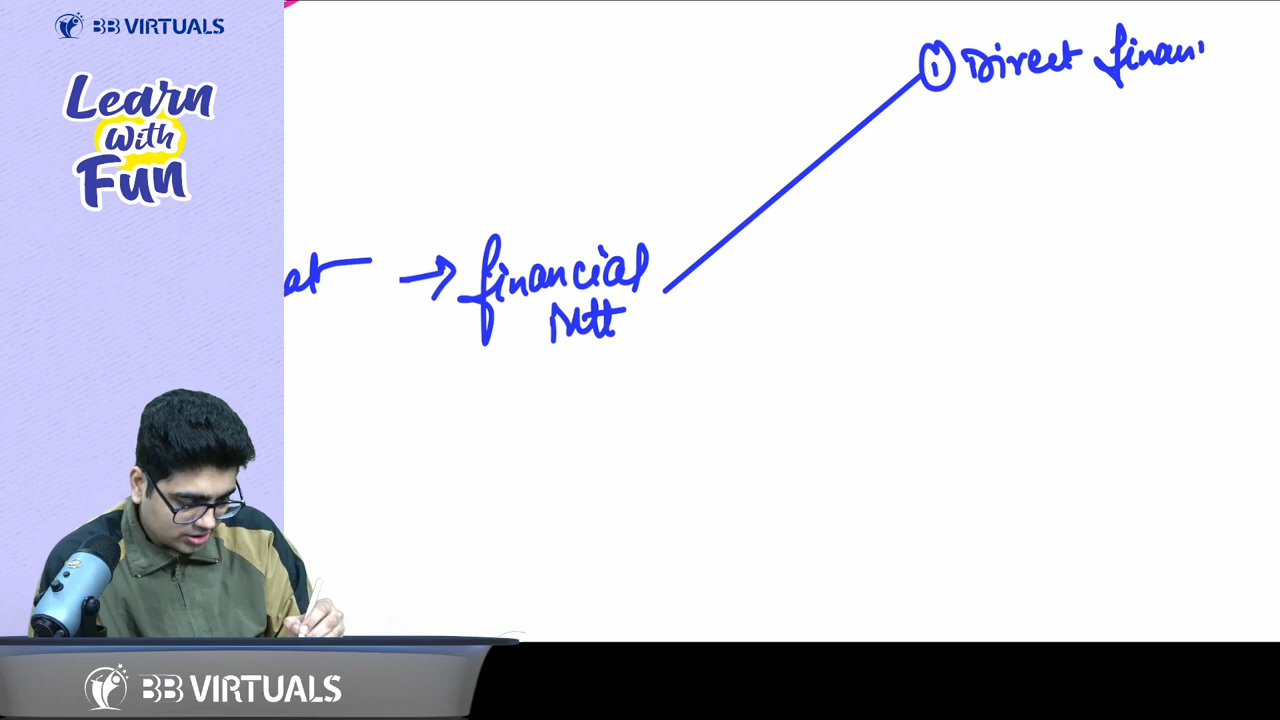 BB VIRTUALS
Learn
With
Fun
① Direct finan
at → financial
Mtt
BB VIRTUALS